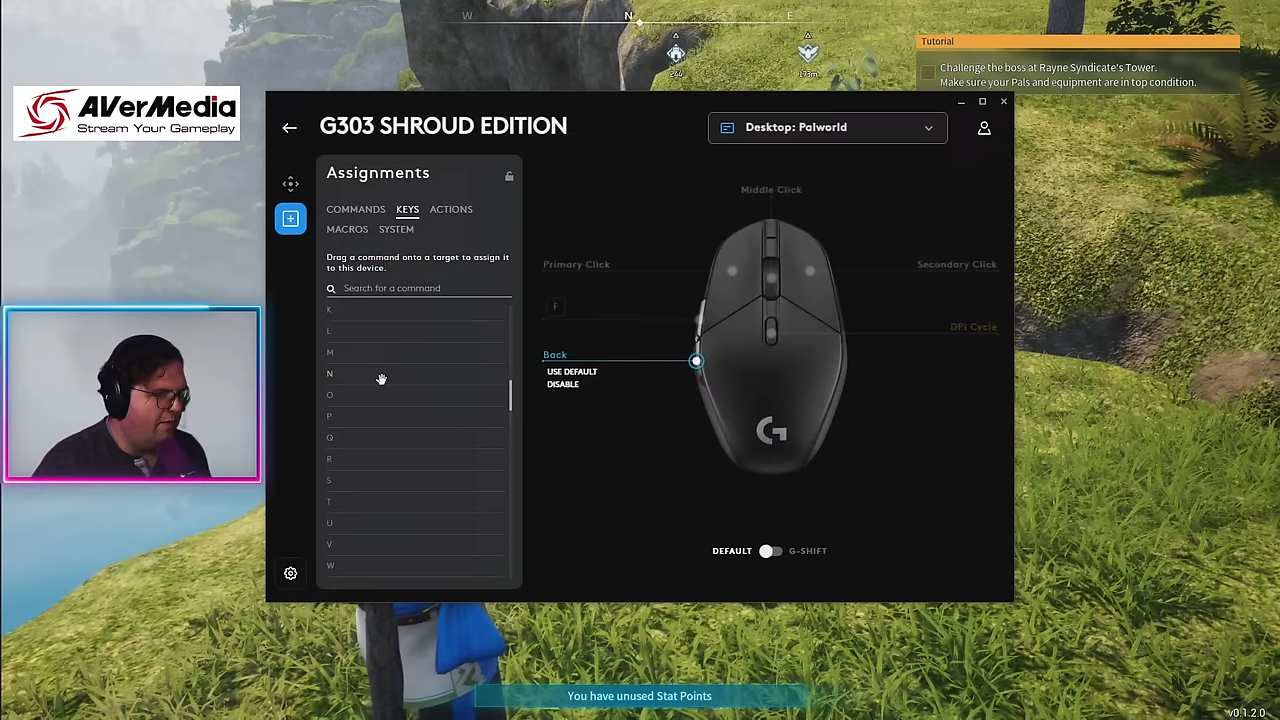 W N E
244
173m
Tutorial
Challenge the boss at Rayne Syndicate's Tower.
Make sure your Pals and equipment are in top condition.
AVerMedia
Stream Your Gameplay
G303 SHROUD EDITION
Desktop: Palworld
Assignments
COMMANDS KEYS ACTIONS
MACROS SYSTEM
Drag a command onto a target to assign it
to this device.
Search for a command
K
L
M
N
O
P
Q
R
S
T
U
V
W
Middle Click
Primary Click
Secondary Click
F
DPI Cycle
Back
USE DEFAULT
DISABLE
G
DEFAULT G-SHIFT
You have unused Stat Points
v0.1.2.0